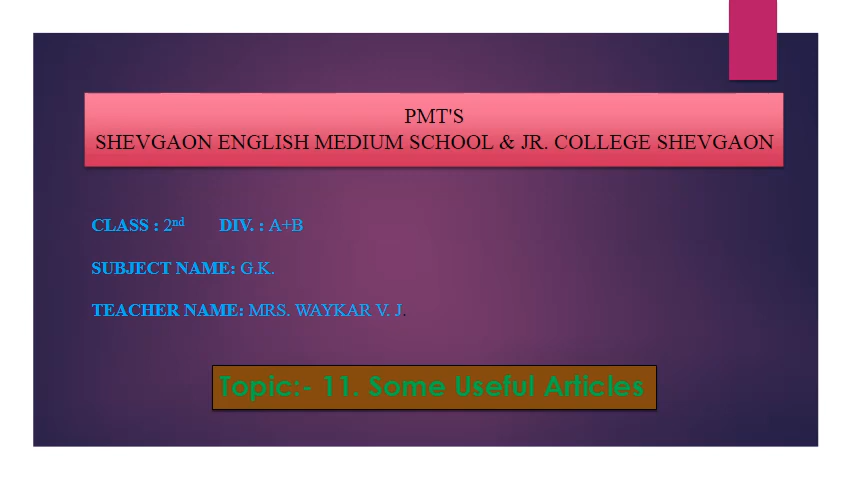 PMT'S
SHEVGAON ENGLISH MEDIUM SCHOOL & JR. COLLEGE SHEVGAON
CLASS : 2nd DIV. : A+B
SUBJECT NAME: G.K.
TEACHER NAME: MRS. WAYKAR V. J.
Topic:- 11. Some Useful Articles